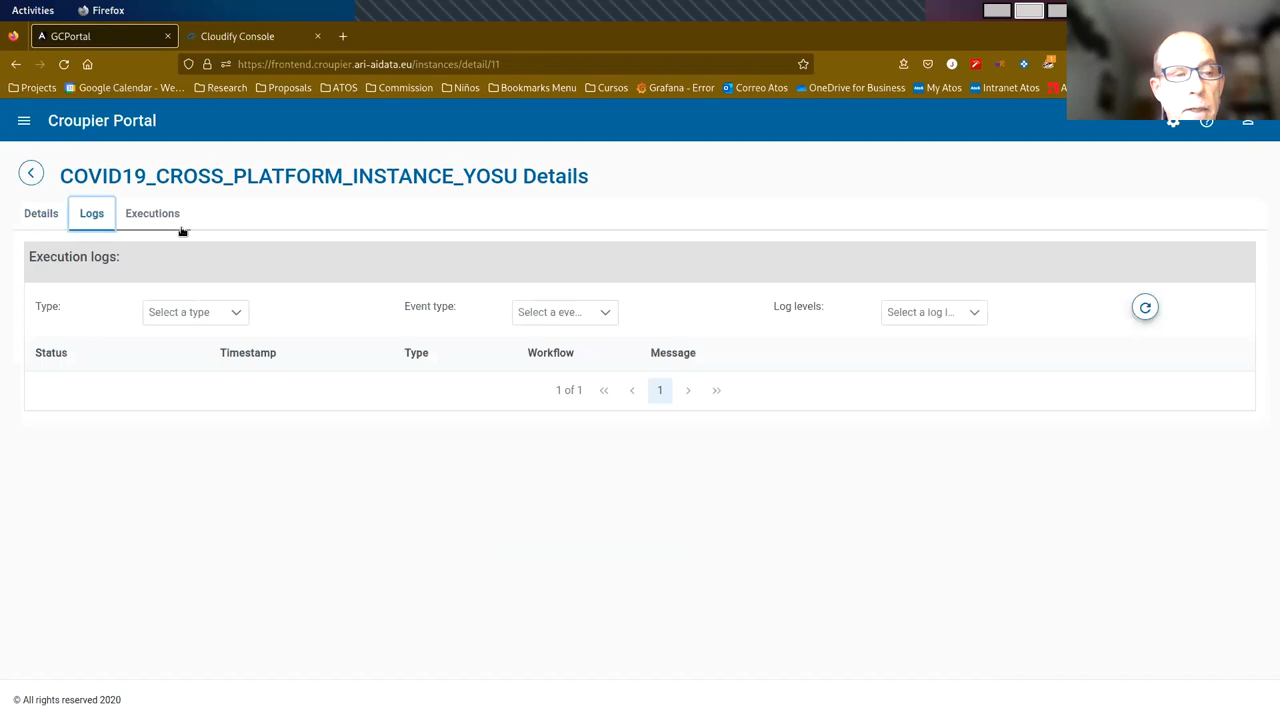 Activities Firefox
GCPortal Cloudify Console
https://frontend.croupier.ari-aidata.eu/instances/detail/11
Projects Google Calendar - We... Research Proposals ATOS Commission Niños Bookmarks Menu Cursos Grafana - Error Correo Atos OneDrive for Business My Atos Intranet Atos
Croupier Portal
COVID19_CROSS_PLATFORM_INSTANCE_YOSU Details
Details Logs Executions
Execution logs:
Type: Select a type Event type: Select a eve... Log levels: Select a log l...
Status Timestamp Type Workflow Message
1 of 1 1
© All rights reserved 2020